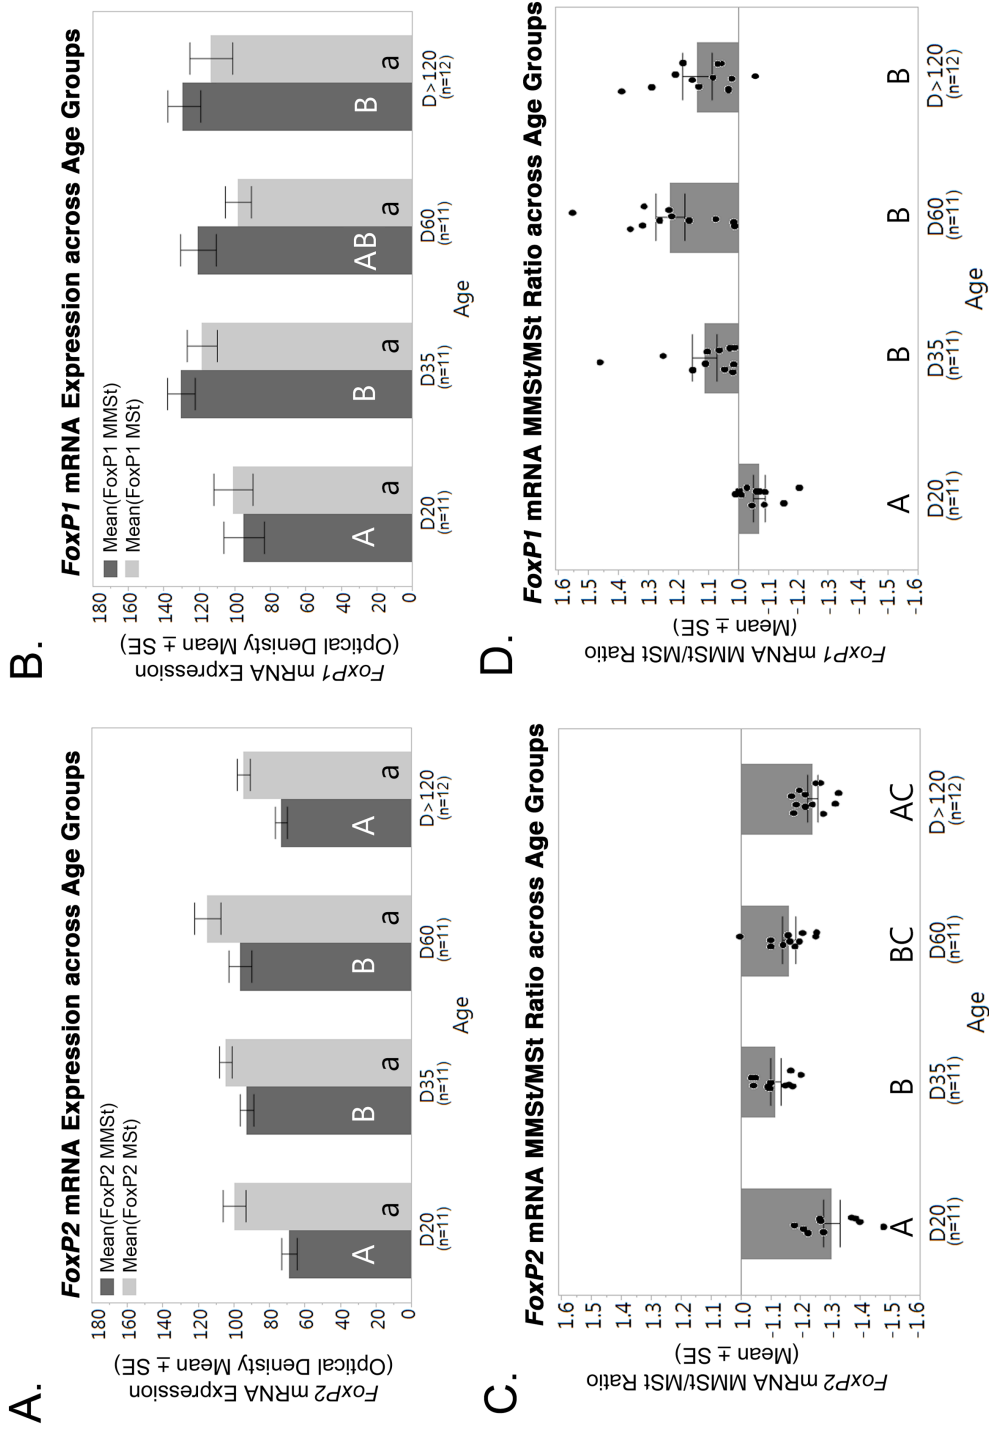 A.
FoxP2 mRNA Expression across Age Groups
Mean(FoxP2 MMSt)
Mean(FoxP2 MSt)
FoxP2 mRNA Expression
(Optical Denisty Mean ± SE)
180
160
140
120
100
80
60
40
20
0
A a B a B a A a
D20 D35 D60 D>120
(n=11) (n=11) (n=11) (n=12)
Age
B.
FoxP1 mRNA Expression across Age Groups
Mean(FoxP1 MMSt)
Mean(FoxP1 MSt)
FoxP1 mRNA Expression
(Optical Denisty Mean ± SE)
180
160
140
120
100
80
60
40
20
0
A a B a AB a B a
D20 D35 D60 D>120
(n=11) (n=11) (n=11) (n=12)
Age
C.
FoxP2 mRNA MMSt/MSt Ratio across Age Groups
FoxP2 mRNA MMSt/MSt Ratio
(Mean ± SE)
1.6
1.5
1.4
1.3
1.2
1.1
1.0
-1.1
-1.2
-1.3
-1.4
-1.5
-1.6
A B BC AC
D20 D35 D60 D>120
(n=11) (n=11) (n=11) (n=12)
Age
D.
FoxP1 mRNA MMSt/MSt Ratio across Age Groups
FoxP1 mRNA MMSt/MSt Ratio
(Mean ± SE)
1.6
1.5
1.4
1.3
1.2
1.1
1.0
-1.1
-1.2
-1.3
-1.4
-1.5
-1.6
A B B B
D20 D35 D60 D>120
(n=11) (n=11) (n=11) (n=12)
Age